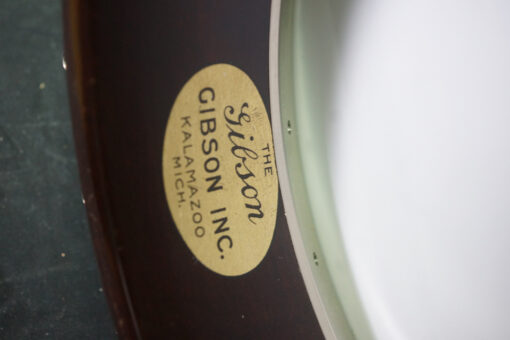 THE
Gibson
GIBSON INC.
KALAMAZOO
MICH.